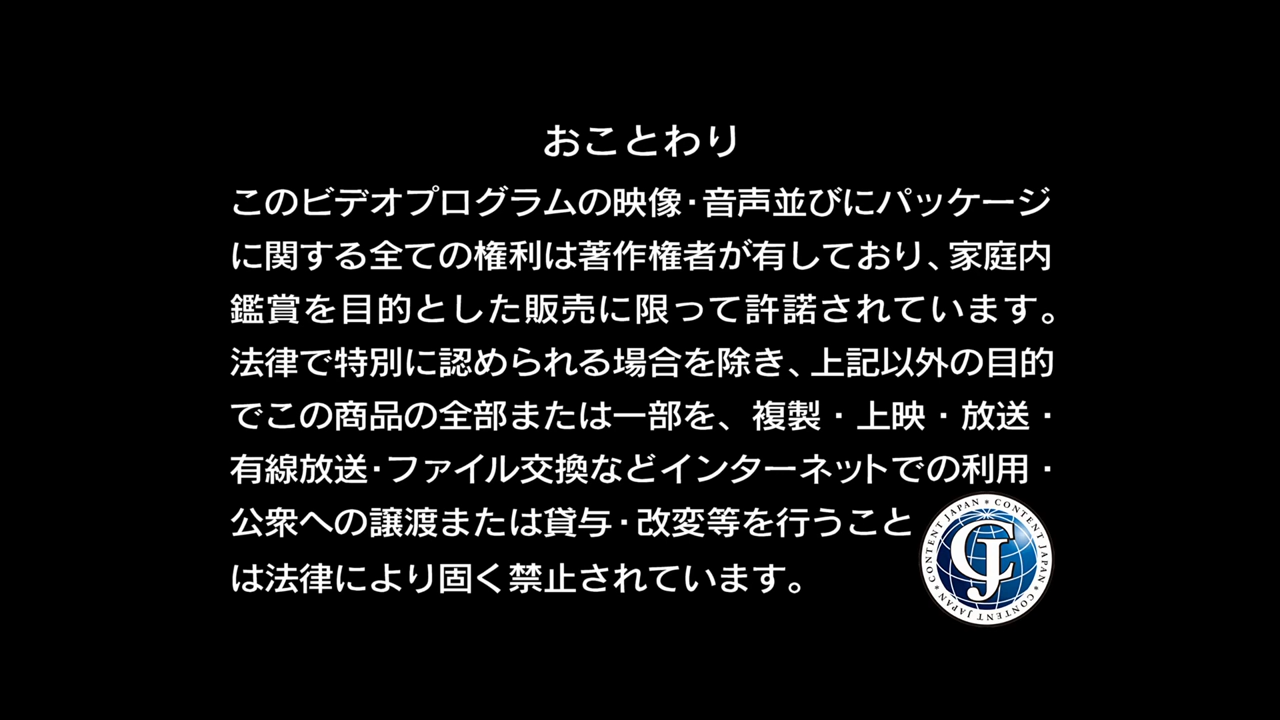 おことわり
このビデオプログラムの映像・音声並びにパッケージ
に関する全ての権利は著作権者が有しており、家庭内
鑑賞を目的とした販売に限って許諾されています。
法律で特別に認められる場合を除き、上記以外の目的
でこの商品の全部または一部を、複製・上映・放送・
有線放送・ファイル交換などインターネットでの利用・
公衆への譲渡または貸与・改変等を行うこと
は法律により固く禁止されています。
CONTENT JAPAN * CONTENT JAPAN * CONTENT JAPAN *
CJ